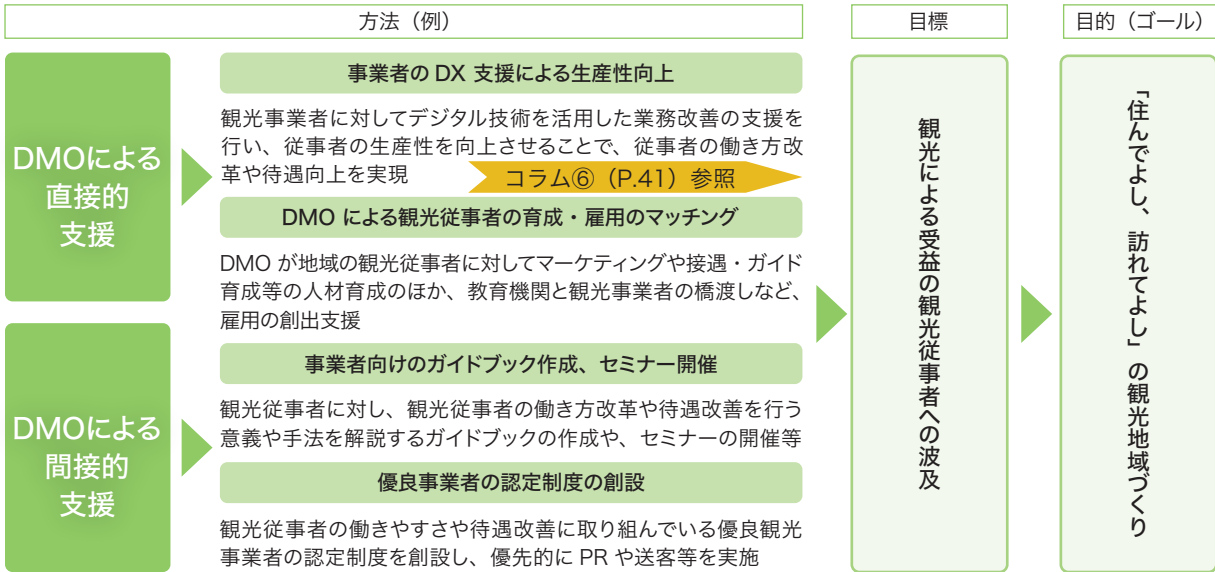 方法（例）
目標
目的（ゴール）
DMOによる
直接的
支援
事業者の DX 支援による生産性向上
観光事業者に対してデジタル技術を活用した業務改善の支援を
行い、従事者の生産性を向上させることで、従事者の働き方改
革や待遇向上を実現
コラム⑥（P.41）参照
DMO による観光従事者の育成・雇用のマッチング
DMO が地域の観光従事者に対してマーケティングや接遇・ガイド
育成等の人材育成のほか、教育機関と観光事業者の橋渡しなど、
雇用の創出支援
DMOによる
間接的
支援
事業者向けのガイドブック作成、セミナー開催
観光従事者に対し、観光従事者の働き方改革や待遇改善を行う
意義や手法を解説するガイドブックの作成や、セミナーの開催等
優良事業者の認定制度の創設
観光従事者の働きやすさや待遇改善に取り組んでいる優良観光
事業者の認定制度を創設し、優先的に PR や送客等を実施
観光による受益の観光従事者への波及
「住んでよし、訪れてよし」の観光地域づくり